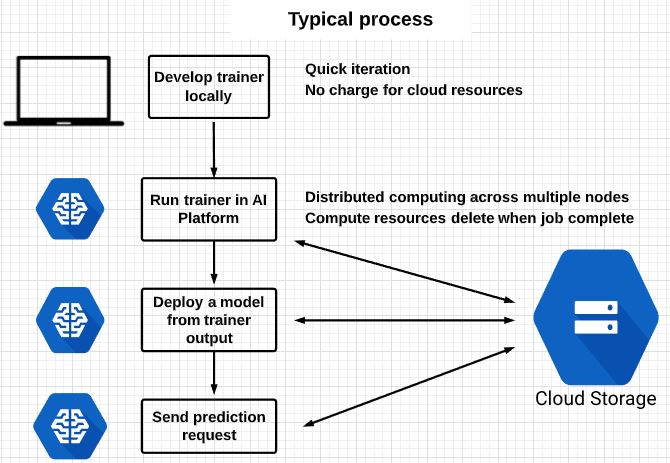 Typical process
Develop trainer
locally
Quick iteration
No charge for cloud resources
Run trainer in AI
Platform
Distributed computing across multiple nodes
Compute resources delete when job complete
Deploy a model
from trainer
output
Cloud Storage
Send prediction
request